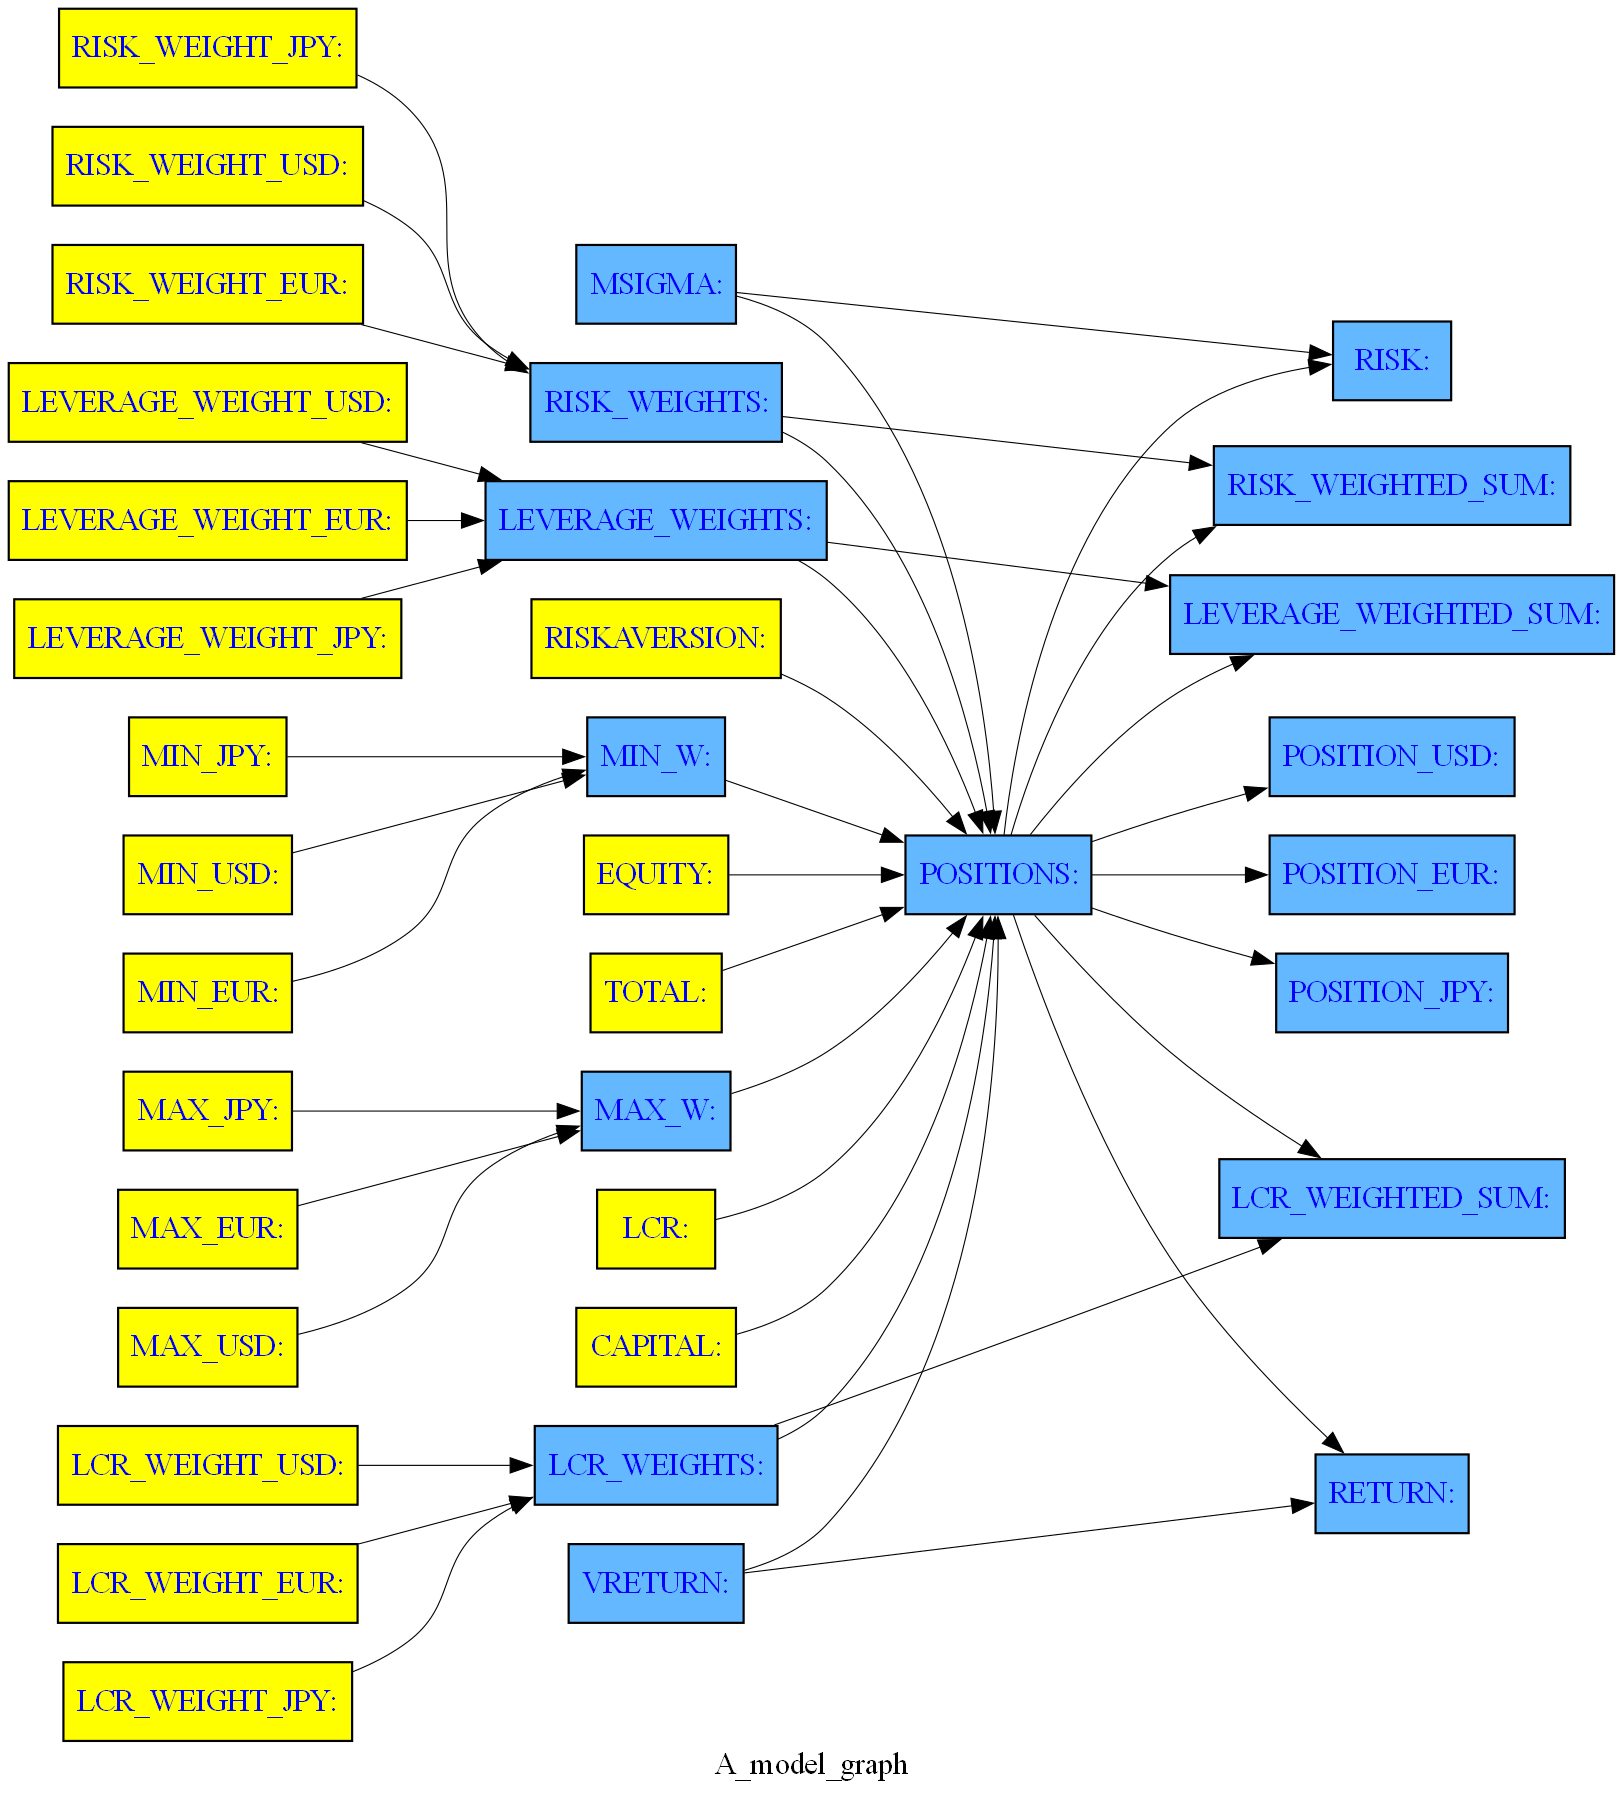 RISK_WEIGHT_JPY:
RISK_WEIGHT_USD:
RISK_WEIGHT_EUR:
LEVERAGE_WEIGHT_USD:
LEVERAGE_WEIGHT_EUR:
LEVERAGE_WEIGHT_JPY:
MIN_JPY:
MIN_USD:
MIN_EUR:
MAX_JPY:
MAX_EUR:
MAX_USD:
LCR_WEIGHT_USD:
LCR_WEIGHT_EUR:
LCR_WEIGHT_JPY:
MSIGMA:
RISK_WEIGHTS:
LEVERAGE_WEIGHTS:
RISKAVERSION:
MIN_W:
EQUITY:
TOTAL:
MAX_W:
LCR:
CAPITAL:
LCR_WEIGHTS:
VRETURN:
POSITIONS:
RISK:
RISK_WEIGHTED_SUM:
LEVERAGE_WEIGHTED_SUM:
POSITION_USD:
POSITION_EUR:
POSITION_JPY:
LCR_WEIGHTED_SUM:
RETURN:
A_model_graph